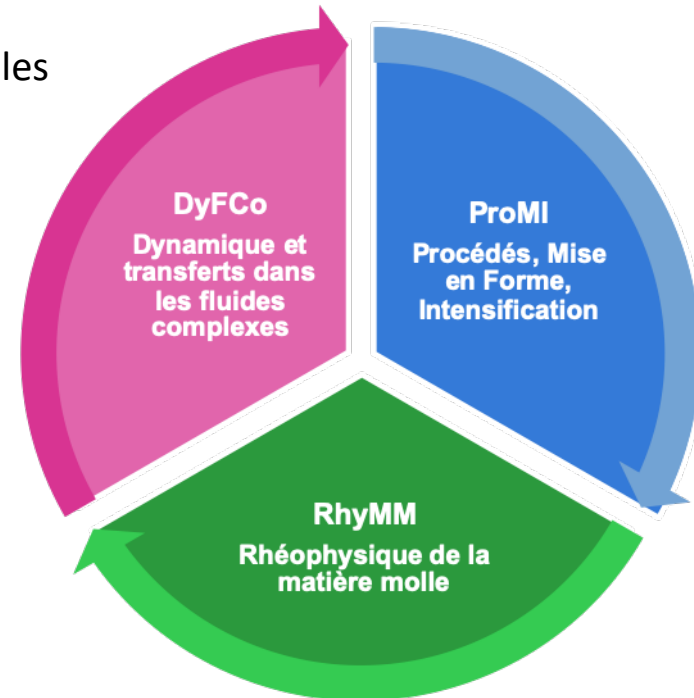 les
DyFCo
Dynamique et
transferts dans
les fluides
complexes
ProMI
Procédés, Mise
en Forme,
Intensification
RhyMM
Rhéophysique de la
matière molle